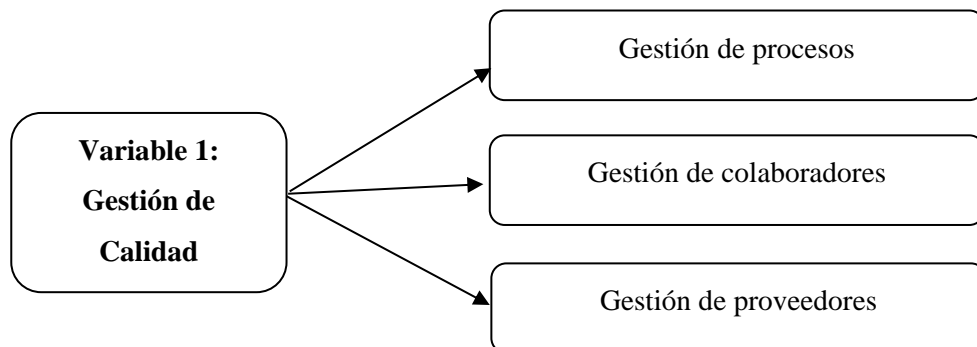 Gestión de procesos
Variable 1:
Gestión de
Calidad
Gestión de colaboradores
Gestión de proveedores